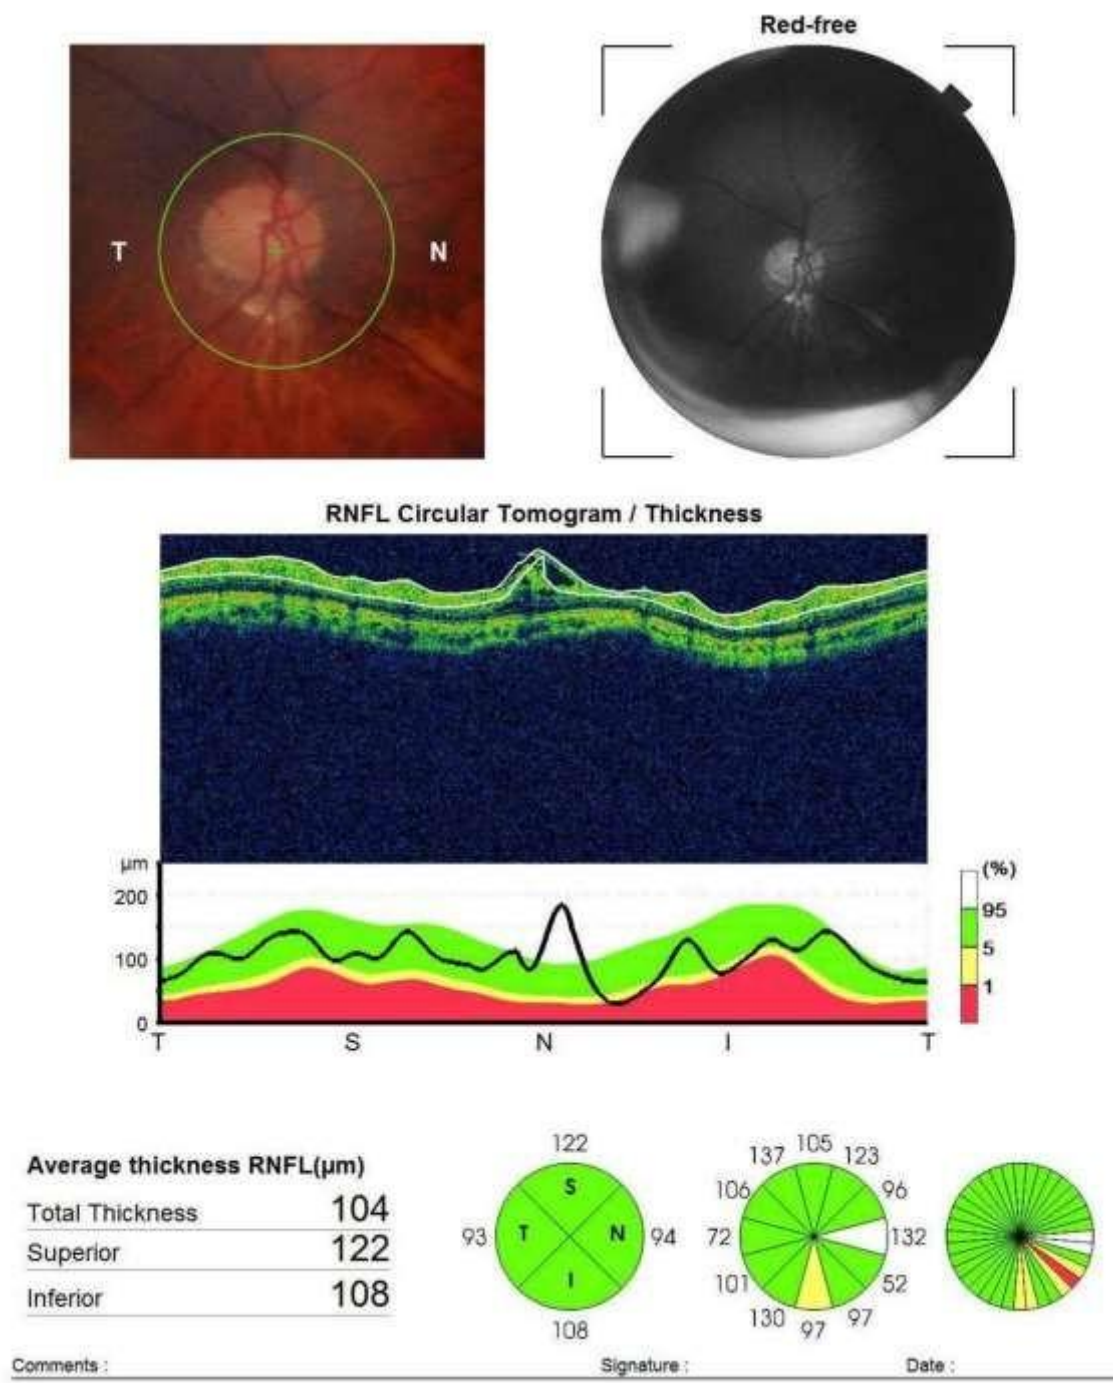 Red-free
T N
RNFL Circular Tomogram / Thickness
µm
200
100
0
T S N I T
(%)
95
5
1
Average thickness RNFL(µm)
Total Thickness 104
Superior 122
Inferior 108
122
S
93 T N 94
I
108
137 105 123
106 96
72 132
101 52
130 97 97
Comments :
Signature :
Date :